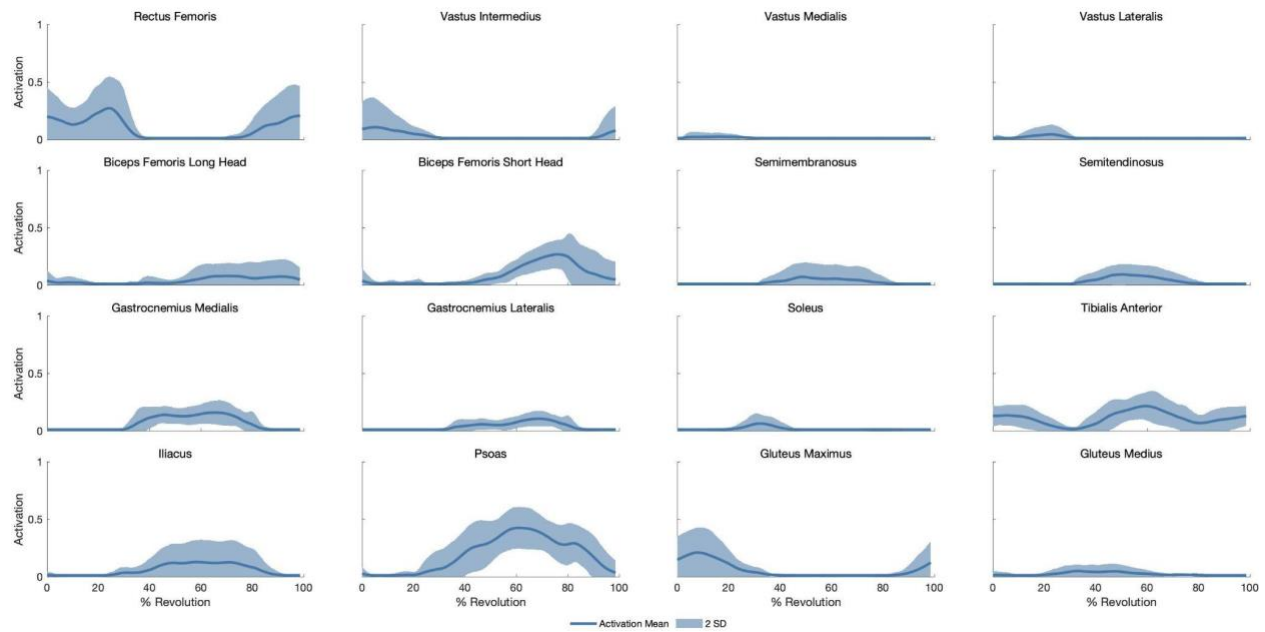 Rectus Femoris
Vastus Intermedius
Vastus Medialis
Vastus Lateralis
1
0.5
0
Activation
Biceps Femoris Long Head
Biceps Femoris Short Head
Semimembranosus
Semitendinosus
1
0.5
0
Activation
Gastrocnemius Medialis
Gastrocnemius Lateralis
Soleus
Tibialis Anterior
1
0.5
0
Activation
Iliacus
Psoas
Gluteus Maximus
Gluteus Medius
1
0.5
0
Activation
0 20 40 60 80 100
0 20 40 60 80 100
0 20 40 60 80 100
0 20 40 60 80 100
% Revolution
% Revolution
% Revolution
% Revolution
Activation Mean
2 SD